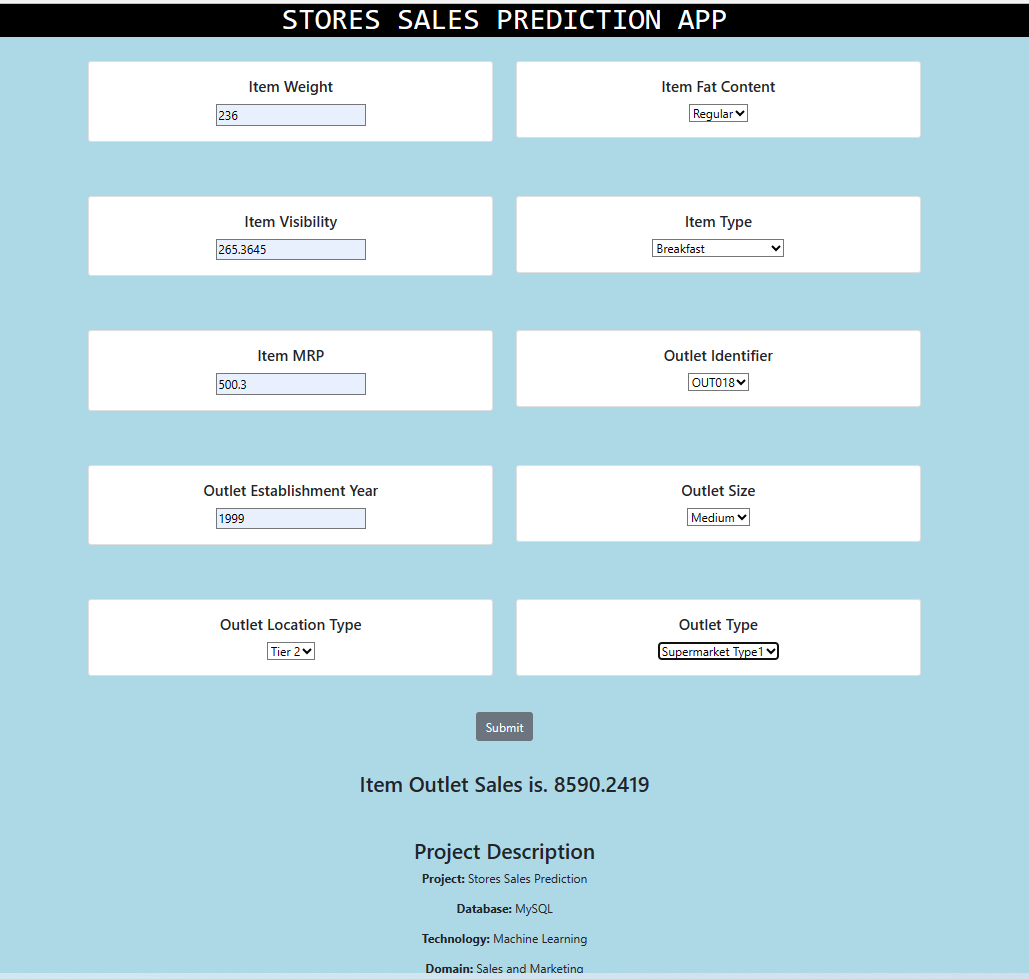 STORES SALES PREDICTION APP
Item Weight
236
Item Fat Content
Regular
Item Visibility
265.3645
Item Type
Breakfast
Item MRP
500.3
Outlet Identifier
OUT018
Outlet Establishment Year
1999
Outlet Size
Medium
Outlet Location Type
Tier 2
Outlet Type
Supermarket Type1
Submit
Item Outlet Sales is. 8590.2419
Project Description
Project: Stores Sales Prediction
Database: MySQL
Technology: Machine Learning
Domain: Sales and Marketing